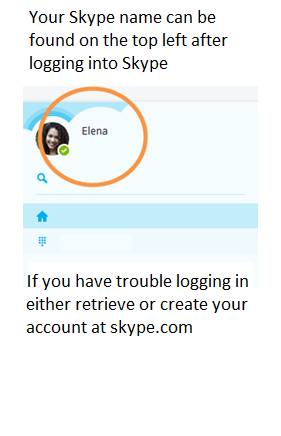 Your Skype name can be
found on the top left after
logging into Skype
Elena
If you have trouble logging in
either retrieve or create your
account at skype.com